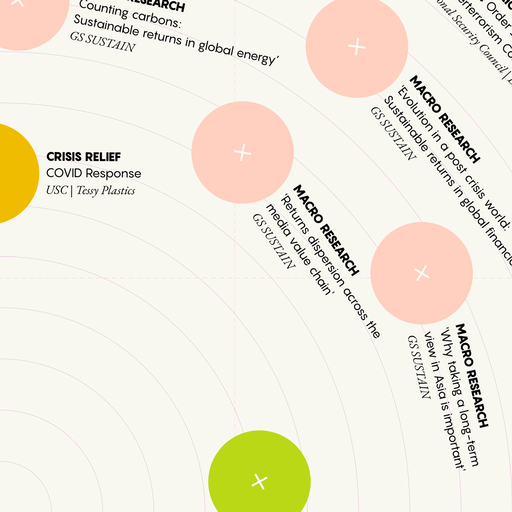 RESEARCH
'Counting carbons:
Sustainable returns in global energy'
GS SUSTAIN
CRISIS RELIEF
COVID Response
USC | Tessy Plastics
MACRO RESEARCH
'Returns dispersion across the
media value chain'
GS SUSTAIN
MACRO RESEARCH
'Evolution in a post crisis world:
Sustainable returns in global
GS SUSTAIN
MACRO RESEARCH
'Why taking a long-term
view in Asia is important'
GS SUSTAIN
Order
Security Council |